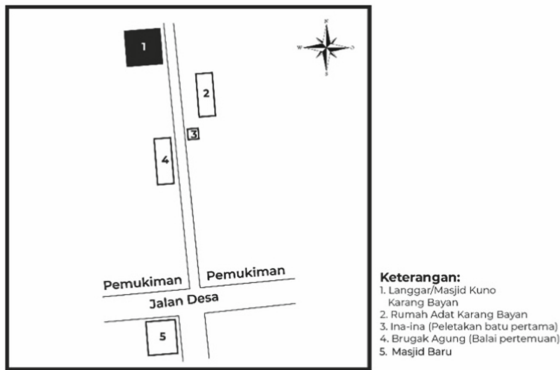 1
N
W
O
S
2
3
4
Pemukiman
Pemukiman
Jalan Desa
5
Keterangan:
1. Langgar/Masjid Kuno
Karang Bayan
2. Rumah Adat Karang Bayan
3. Ina-ina (Peletakan batu pertama)
4. Brugak Agung (Balai pertemuan)
5. Masjid Baru